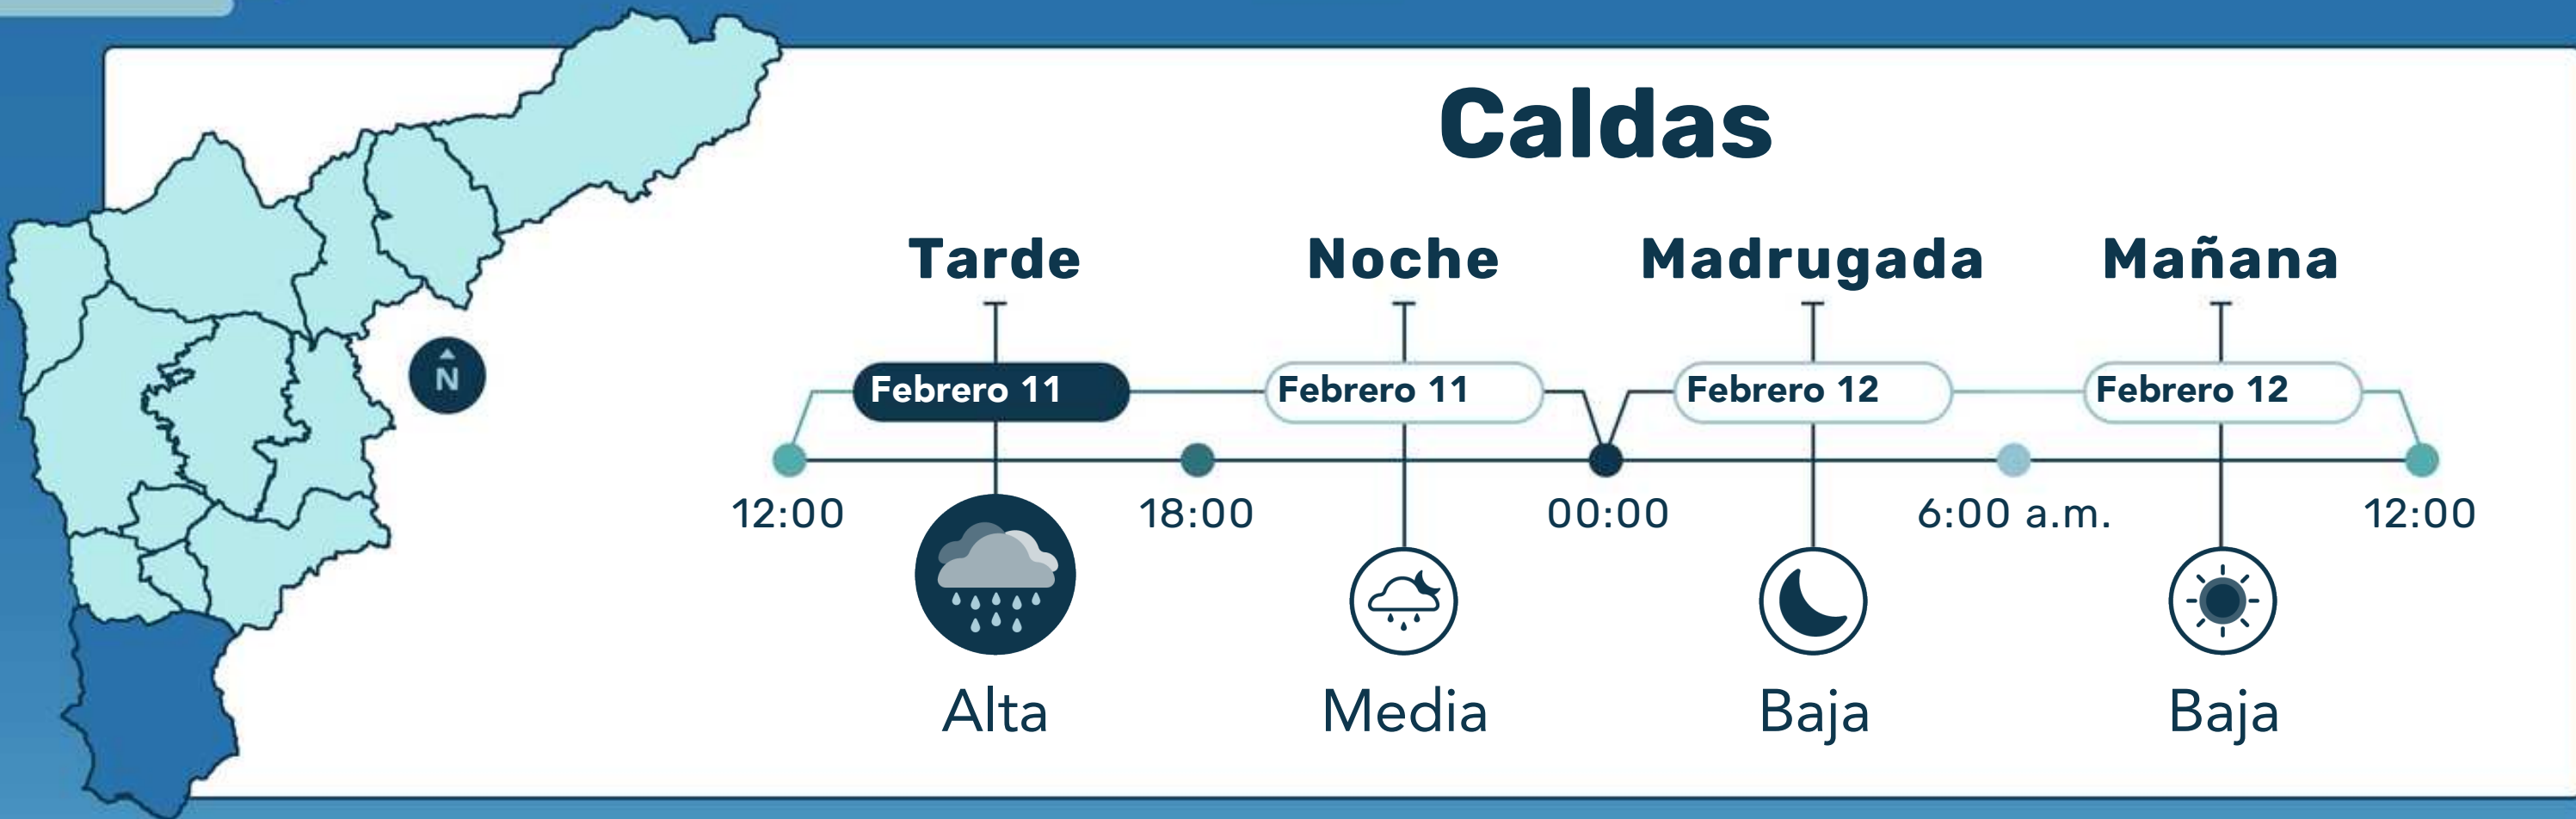 Caldas
Tarde Noche Madrugada Mañana
N
Febrero 11 Febrero 11 Febrero 12 Febrero 12
12:00 18:00 00:00 6:00 a.m. 12:00
Alta Media Baja Baja